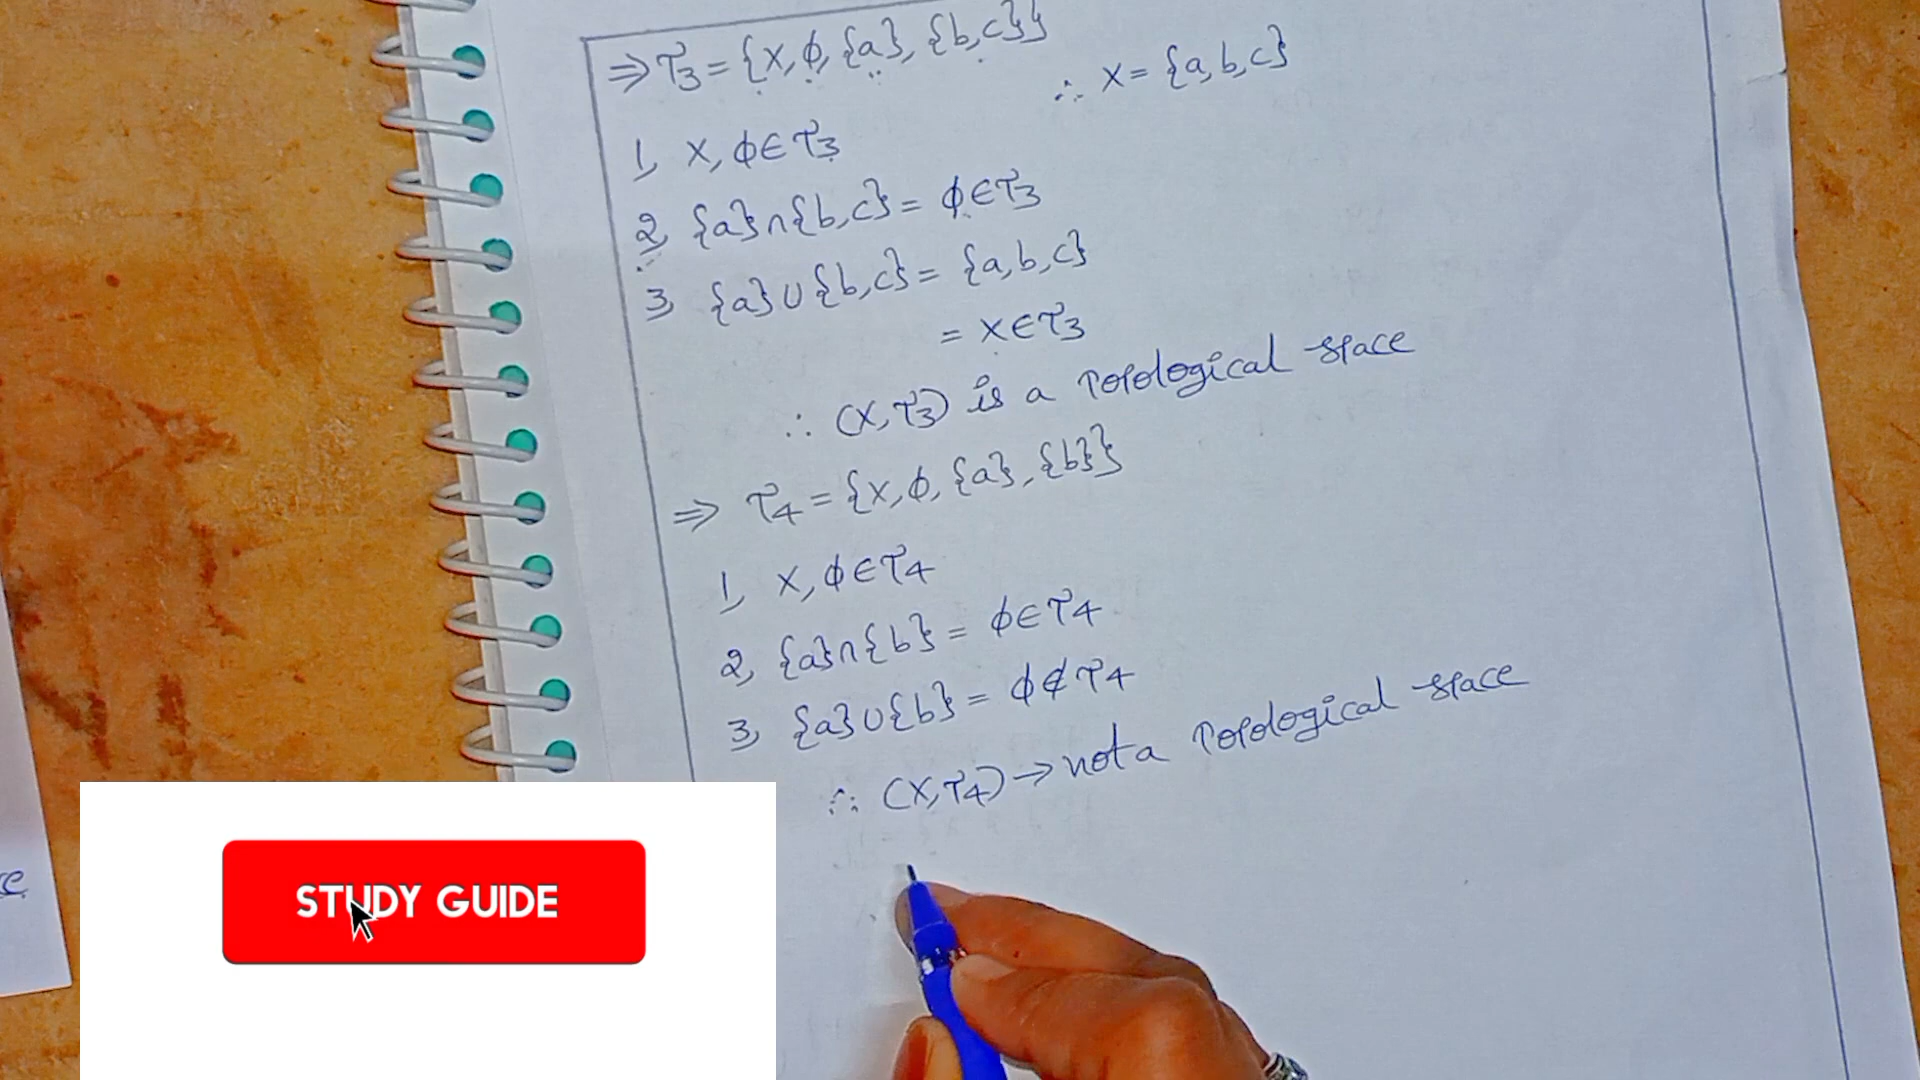 ⇒ τ₃ = {X, ϕ, {a}, {b,c}}
∴ X = {a, b, c}
1, X, ϕ ∈ τ₃
2, {a} ∩ {b,c} = ϕ ∈ τ₃
3, {a} ∪ {b,c} = {a, b, c}
= X ∈ τ₃
∴ (X, τ₃) is a Topological space
⇒ τ₄ = {X, ϕ, {a}, {b}}
1, X, ϕ ∈ τ₄
2, {a} ∩ {b} = ϕ ∈ τ₄
3, {a} ∪ {b} = ϕ ∉ τ₄
∴ (X, τ₄) → not a Topological space
STUDY GUIDE